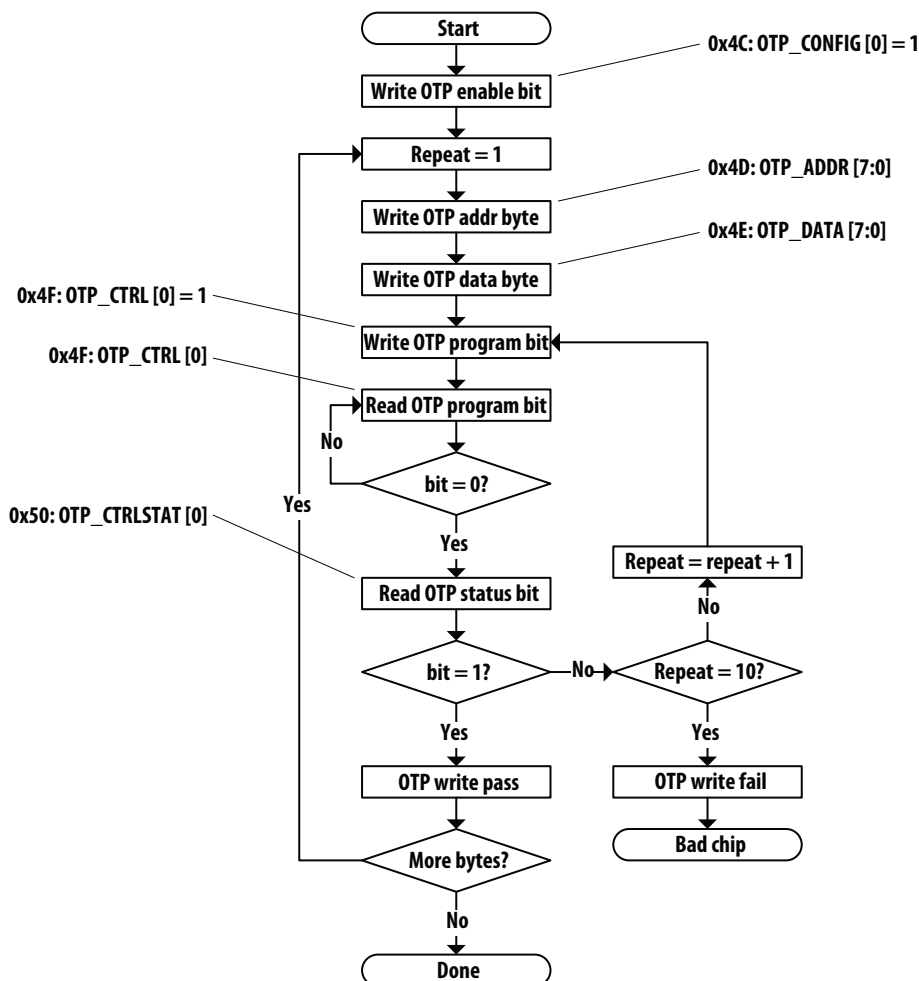 Start
0x4C: OTP_CONFIG [0] = 1
Write OTP enable bit
Repeat = 1
0x4D: OTP_ADDR [7:0]
Write OTP addr byte
0x4E: OTP_DATA [7:0]
Write OTP data byte
0x4F: OTP_CTRL [0] = 1
Write OTP program bit
0x4F: OTP_CTRL [0]
Read OTP program bit
No
bit = 0?
Yes
0x50: OTP_CTRLSTAT [0]
Yes
Repeat = repeat + 1
Read OTP status bit
No
bit = 1?
No
Repeat = 10?
Yes
Yes
OTP write pass
OTP write fail
More bytes?
Bad chip
No
Done